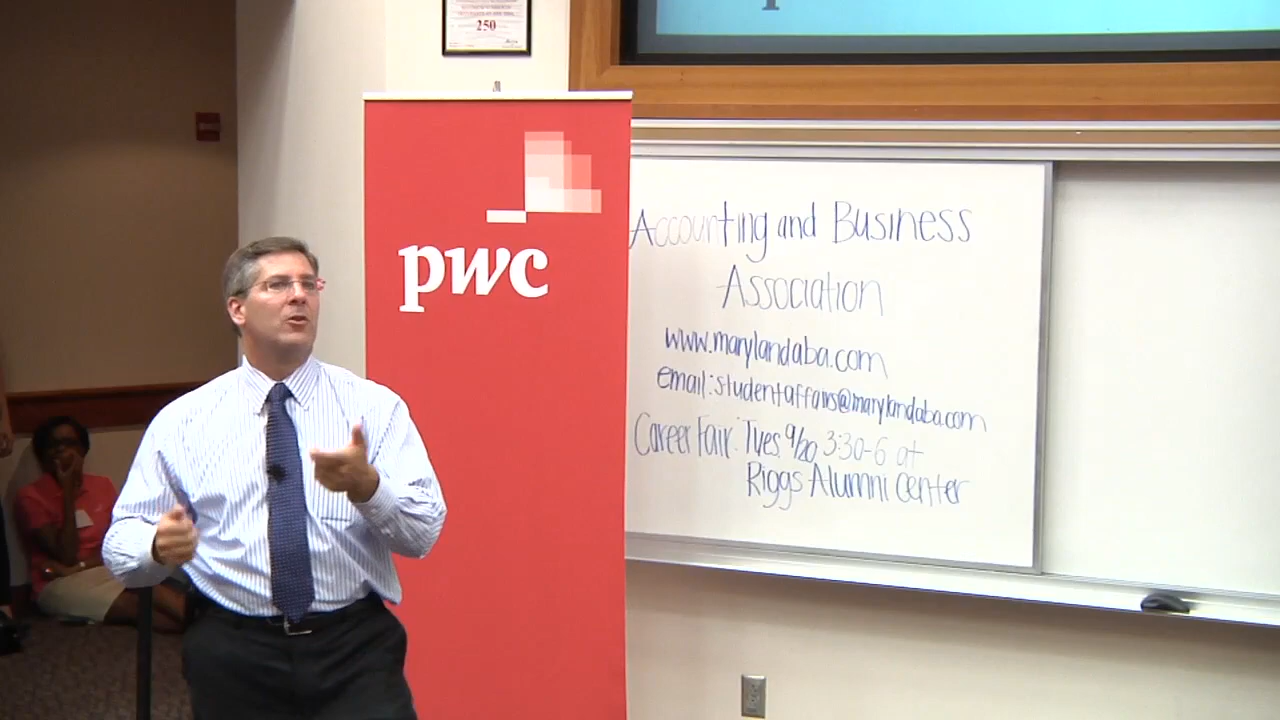 250
pwc
Accounting and Business
Association
www.marylandaba.com
email:studentaffairs@marylandaba.com
Career Fair: Tues 9/20 3:30-6 at
Riggs Alumni Center